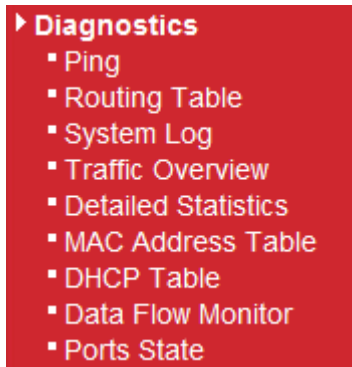 Diagnostics
Ping
Routing Table
System Log
Traffic Overview
Detailed Statistics
MAC Address Table
DHCP Table
Data Flow Monitor
Ports State